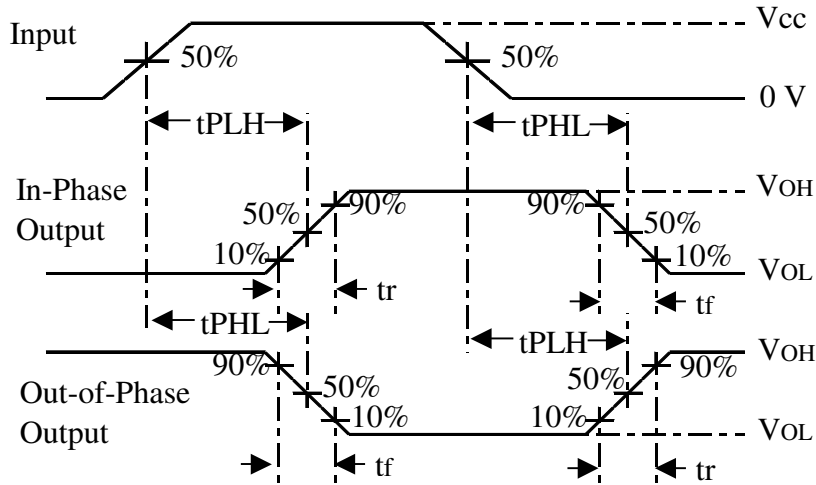 Input
50%
50%
Vcc
0 V
tPLH
tPHL
In-Phase
Output
50%
90%
10%
90%
50%
10%
VOH
VOL
tr
tf
tPHL
tPLH
Out-of-Phase
Output
90%
50%
10%
50%
90%
10%
VOH
VOL
tf
tr